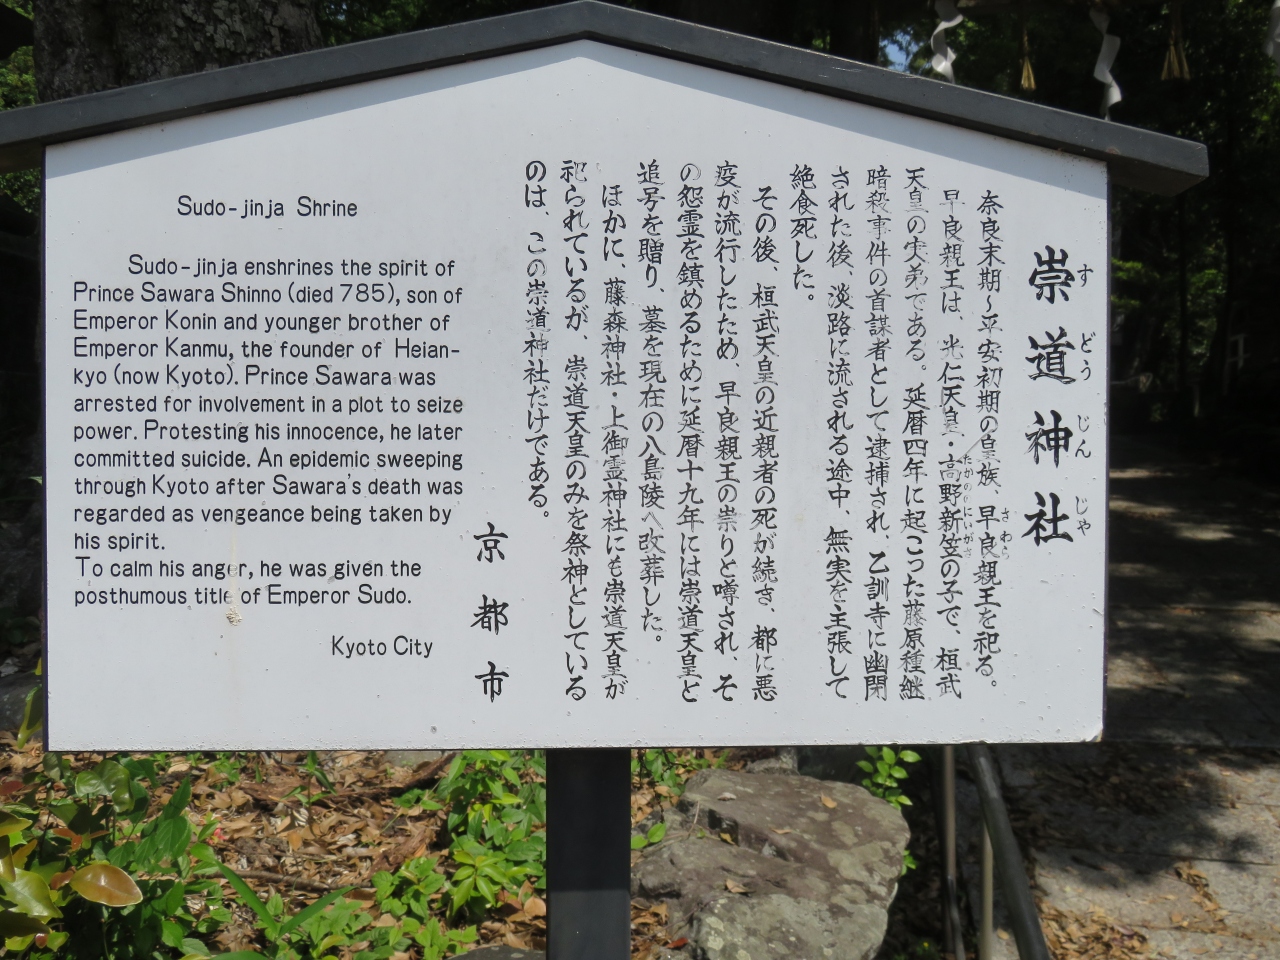 Sudo-jinja Shrine
Sudo-jinja enshrines the spirit of
Prince Sawara Shinno (died 785), son of
Emperor Konin and younger brother of
Emperor Kanmu, the founder of Heian-
kyo (now Kyoto). Prince Sawara was
arrested for involvement in a plot to seize
power. Protesting his innocence, he later
committed suicide. An epidemic sweeping
through Kyoto after Sawara's death was
regarded as vengeance being taken by
his spirit.
To calm his anger, he was given the
posthumous title of Emperor Sudo.
Kyoto City
崇道神社
すどうじんじゃ
奈良末期~平安初期の皇族、早良親王を祀る。
さわら
早良親王は、光仁天皇・高野新笠の子で、桓武
たかのにいがさ
天皇の実弟である。延暦四年に起こった藤原種継
暗殺事件の首謀者として逮捕され、乙訓寺に幽閉
された後、淡路に流される途中、無実を主張して
絶食死した。
その後、桓武天皇の近親者の死が続き、都に悪
疫が流行したため、早良親王の祟りと噂され、そ
の怨霊を鎮めるために延暦十九年には崇道天皇と
追号を贈り、墓を現在の八島陵へ改葬した。
ほかに、藤森神社・上御霊神社にも崇道天皇が
祀られているが、崇道天皇のみを祭神としている
のは、この崇道神社だけである。
京都市